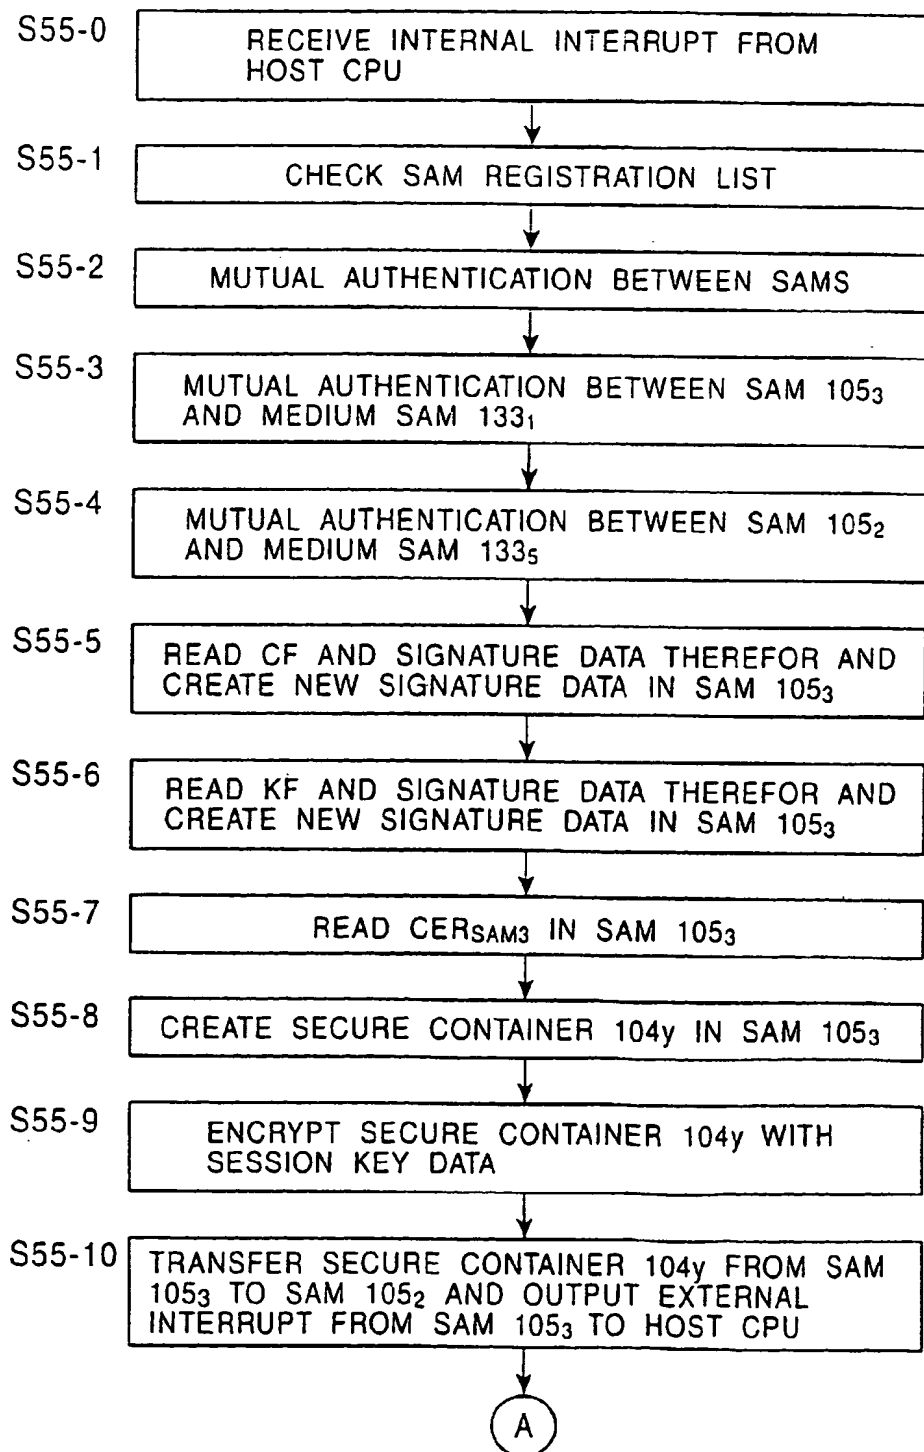 S55-0
RECEIVE INTERNAL INTERRUPT FROM
HOST CPU
S55-1
CHECK SAM REGISTRATION LIST
S55-2
MUTUAL AUTHENTICATION BETWEEN SAMS
S55-3
MUTUAL AUTHENTICATION BETWEEN SAM 105₃
AND MEDIUM SAM 133₁
S55-4
MUTUAL AUTHENTICATION BETWEEN SAM 105₂
AND MEDIUM SAM 133₅
S55-5
READ CF AND SIGNATURE DATA THEREFOR AND
CREATE NEW SIGNATURE DATA IN SAM 105₃
S55-6
READ KF AND SIGNATURE DATA THEREFOR AND
CREATE NEW SIGNATURE DATA IN SAM 105₃
S55-7
READ CERSAM3 IN SAM 105₃
S55-8
CREATE SECURE CONTAINER 104y IN SAM 105₃
S55-9
ENCRYPT SECURE CONTAINER 104y WITH
SESSION KEY DATA
S55-10
TRANSFER SECURE CONTAINER 104y FROM SAM
105₃ TO SAM 105₂ AND OUTPUT EXTERNAL
INTERRUPT FROM SAM 105₃ TO HOST CPU
A